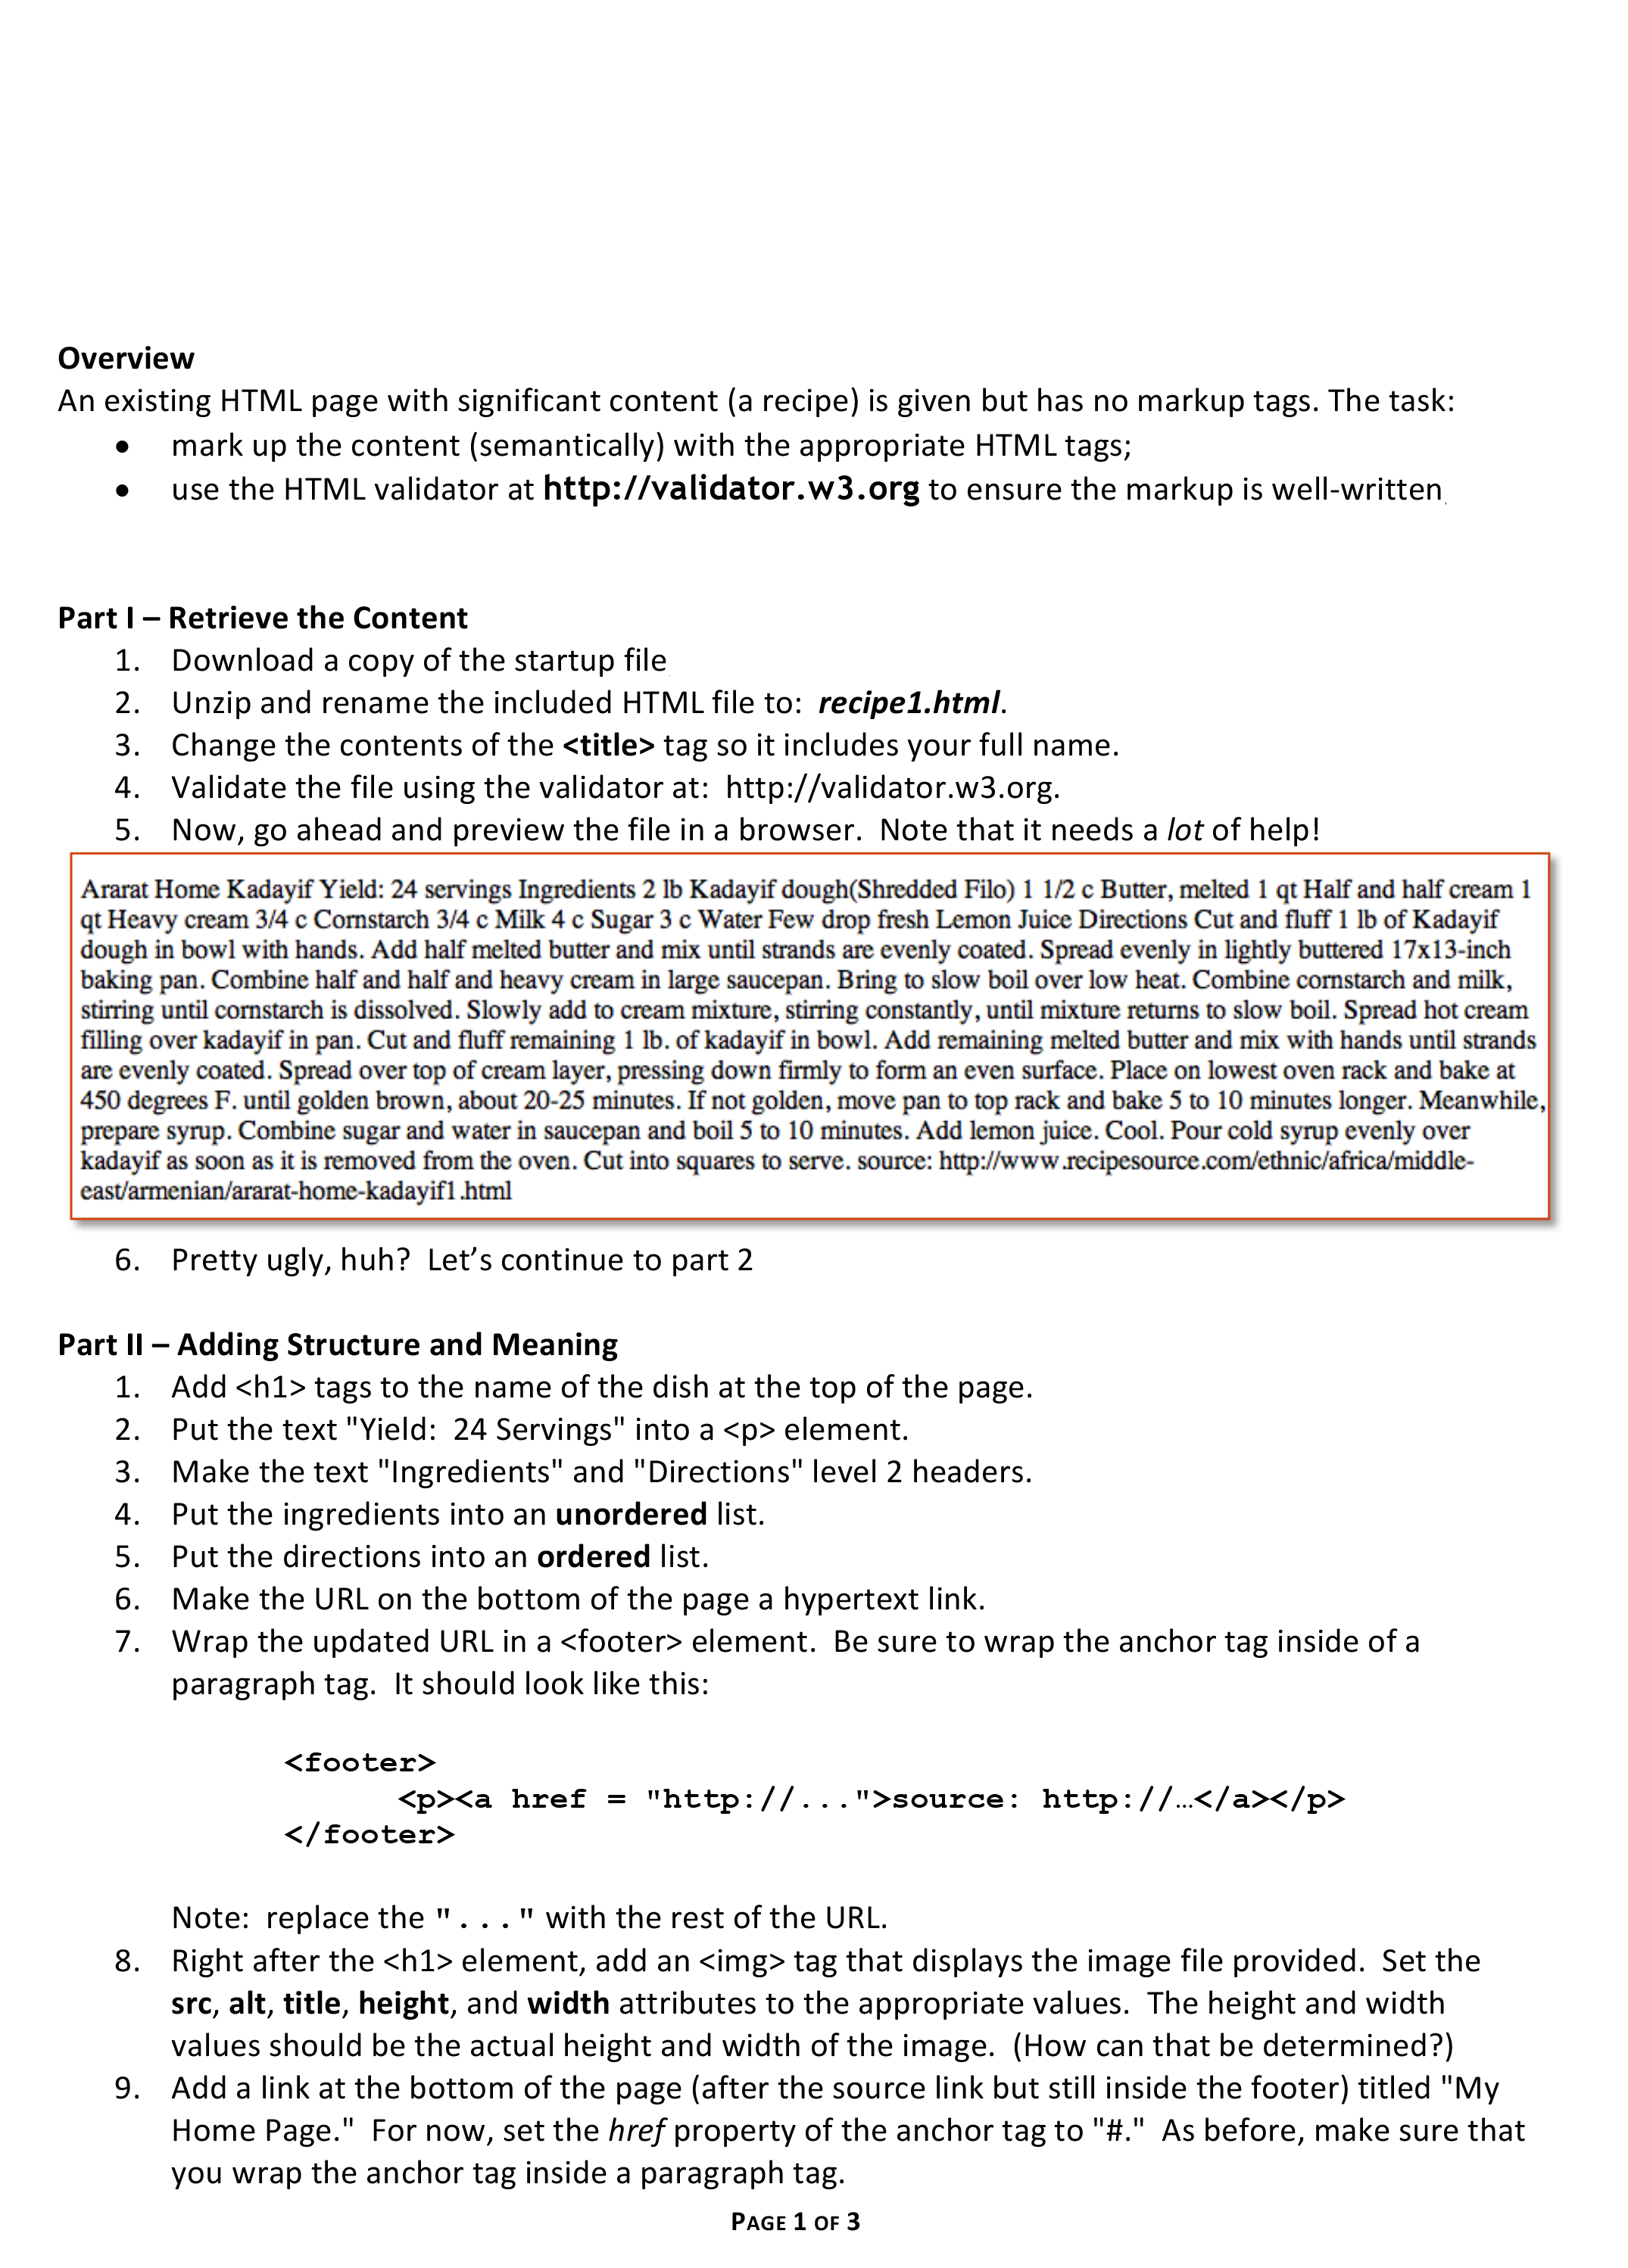 Overview
An existing HTML page with significant content (a recipe) is given but has no markup tags. The task:
• mark up the content (semantically) with the appropriate HTML tags;
• use the HTML validator at http://validator.w3.org to ensure the markup is well-written.
Part I – Retrieve the Content
1. Download a copy of the startup file
2. Unzip and rename the included HTML file to: recipe1.html.
3. Change the contents of the <title> tag so it includes your full name.
4. Validate the file using the validator at: http://validator.w3.org.
5. Now, go ahead and preview the file in a browser. Note that it needs a lot of help!
Ararat Home Kadayif Yield: 24 servings Ingredients 2 lb Kadayif dough(Shredded Filo) 1 1/2 c Butter, melted 1 qt Half and half cream 1
qt Heavy cream 3/4 c Cornstarch 3/4 c Milk 4 c Sugar 3 c Water Few drop fresh Lemon Juice Directions Cut and fluff 1 lb of Kadayif
dough in bowl with hands. Add half melted butter and mix until strands are evenly coated. Spread evenly in lightly buttered 17x13-inch
baking pan. Combine half and half and heavy cream in large saucepan. Bring to slow boil over low heat. Combine cornstarch and milk,
stirring until cornstarch is dissolved. Slowly add to cream mixture, stirring constantly, until mixture returns to slow boil. Spread hot cream
filling over kadayif in pan. Cut and fluff remaining 1 lb. of kadayif in bowl. Add remaining melted butter and mix with hands until strands
are evenly coated. Spread over top of cream layer, pressing down firmly to form an even surface. Place on lowest oven rack and bake at
450 degrees F. until golden brown, about 20-25 minutes. If not golden, move pan to top rack and bake 5 to 10 minutes longer. Meanwhile,
prepare syrup. Combine sugar and water in saucepan and boil 5 to 10 minutes. Add lemon juice. Cool. Pour cold syrup evenly over
kadayif as soon as it is removed from the oven. Cut into squares to serve. source: http://www.recipesource.com/ethnic/africa/middle-
east/armenian/ararat-home-kadayif1.html
6. Pretty ugly, huh? Let’s continue to part 2
Part II – Adding Structure and Meaning
1. Add <h1> tags to the name of the dish at the top of the page.
2. Put the text "Yield: 24 Servings" into a <p> element.
3. Make the text "Ingredients" and "Directions" level 2 headers.
4. Put the ingredients into an unordered list.
5. Put the directions into an ordered list.
6. Make the URL on the bottom of the page a hypertext link.
7. Wrap the updated URL in a <footer> element. Be sure to wrap the anchor tag inside of a
paragraph tag. It should look like this:
<footer>
<p><a href = "http://...">source: http://…</a></p>
</footer>
Note: replace the "..." with the rest of the URL.
8. Right after the <h1> element, add an <img> tag that displays the image file provided. Set the
src, alt, title, height, and width attributes to the appropriate values. The height and width
values should be the actual height and width of the image. (How can that be determined?)
9. Add a link at the bottom of the page (after the source link but still inside the footer) titled "My
Home Page." For now, set the href property of the anchor tag to "#." As before, make sure that
you wrap the anchor tag inside a paragraph tag.
PAGE 1 OF 3